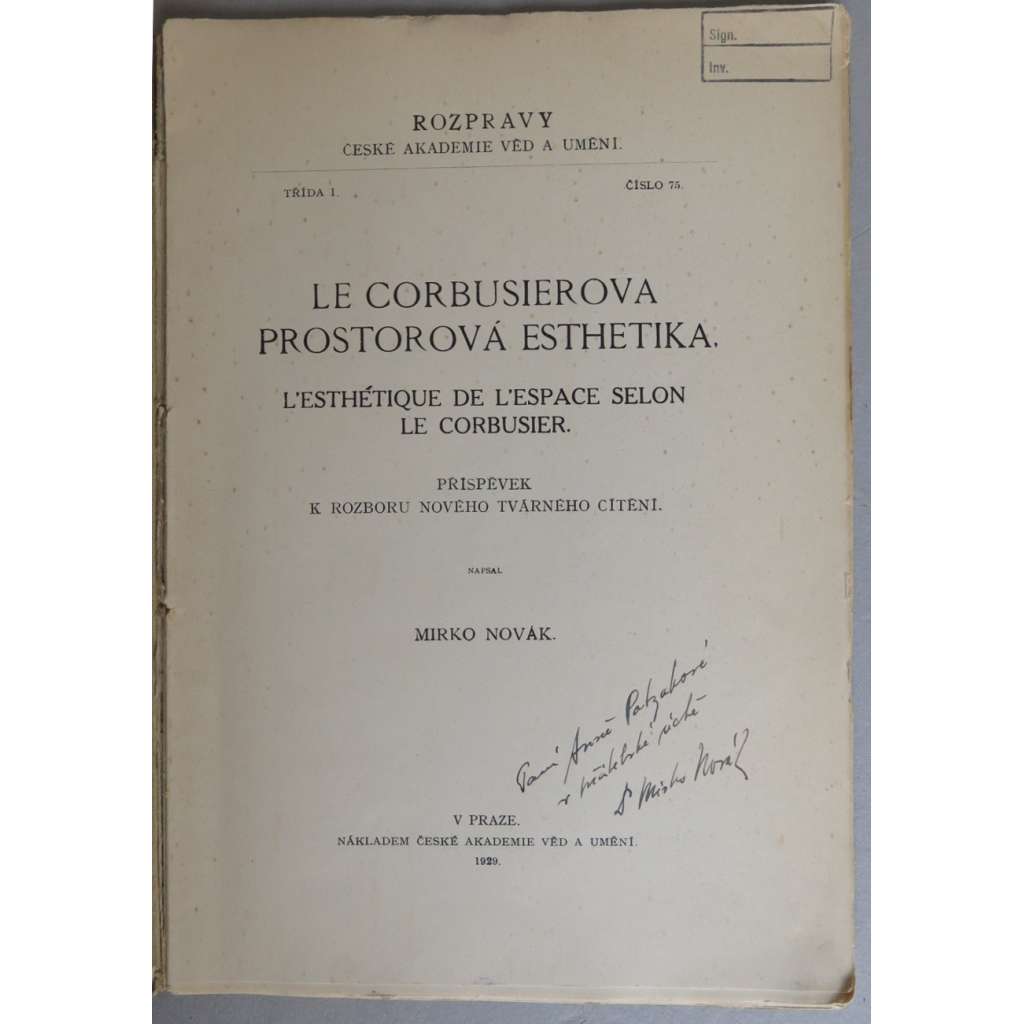 Sign.
Inv.
ROZPRAVY
ČESKÉ AKADEMIE VĚD A UMĚNÍ.
TŘÍDA I.
ČÍSLO 75.
LE CORBUSIEROVA
PROSTOROVÁ ESTHETIKA.
L'ESTHÉTIQUE DE L'ESPACE SELON
LE CORBUSIER.
PŘÍSPĚVEK
K ROZBORU NOVÉHO TVÁRNÉHO CÍTĚNÍ.
NAPSAL
MIRKO NOVÁK.
Paní Anně Patzakové
v přátelské úctě
Dr Mirko Novák
V PRAZE.
NÁKLADEM ČESKÉ AKADEMIE VĚD A UMĚNÍ.
1929.